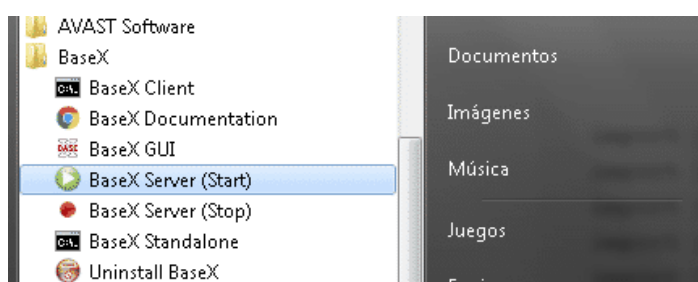 AVAST Software
BaseX
BaseX Client
BaseX Documentation
BaseX GUI
BaseX Server (Start)
BaseX Server (Stop)
BaseX Standalone
Uninstall BaseX
Documentos
Imágenes
Música
Juegos